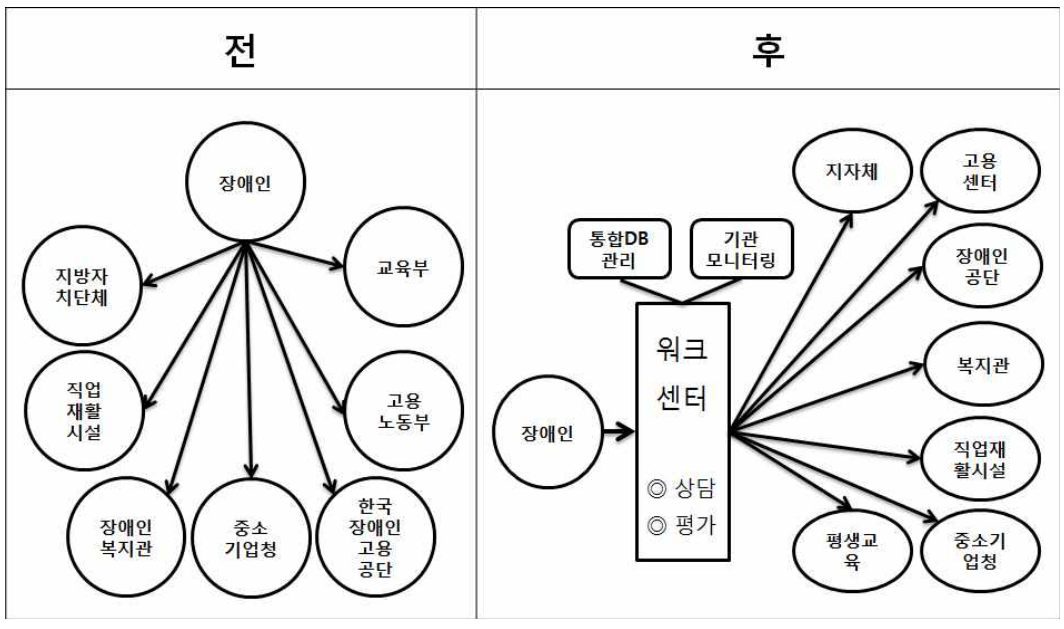 전
후
장애인
지방자
치단체
교육부
직업
재활
시설
고용
노동부
장애인
복지관
중소
기업청
한국
장애인
고용
공단
장애인
통합DB
관리
기관
모니터링
워크
센터
◎ 상담
◎ 평가
지자체
고용
센터
장애인
공단
복지관
직업재
활시설
평생교
육
중소기
업청